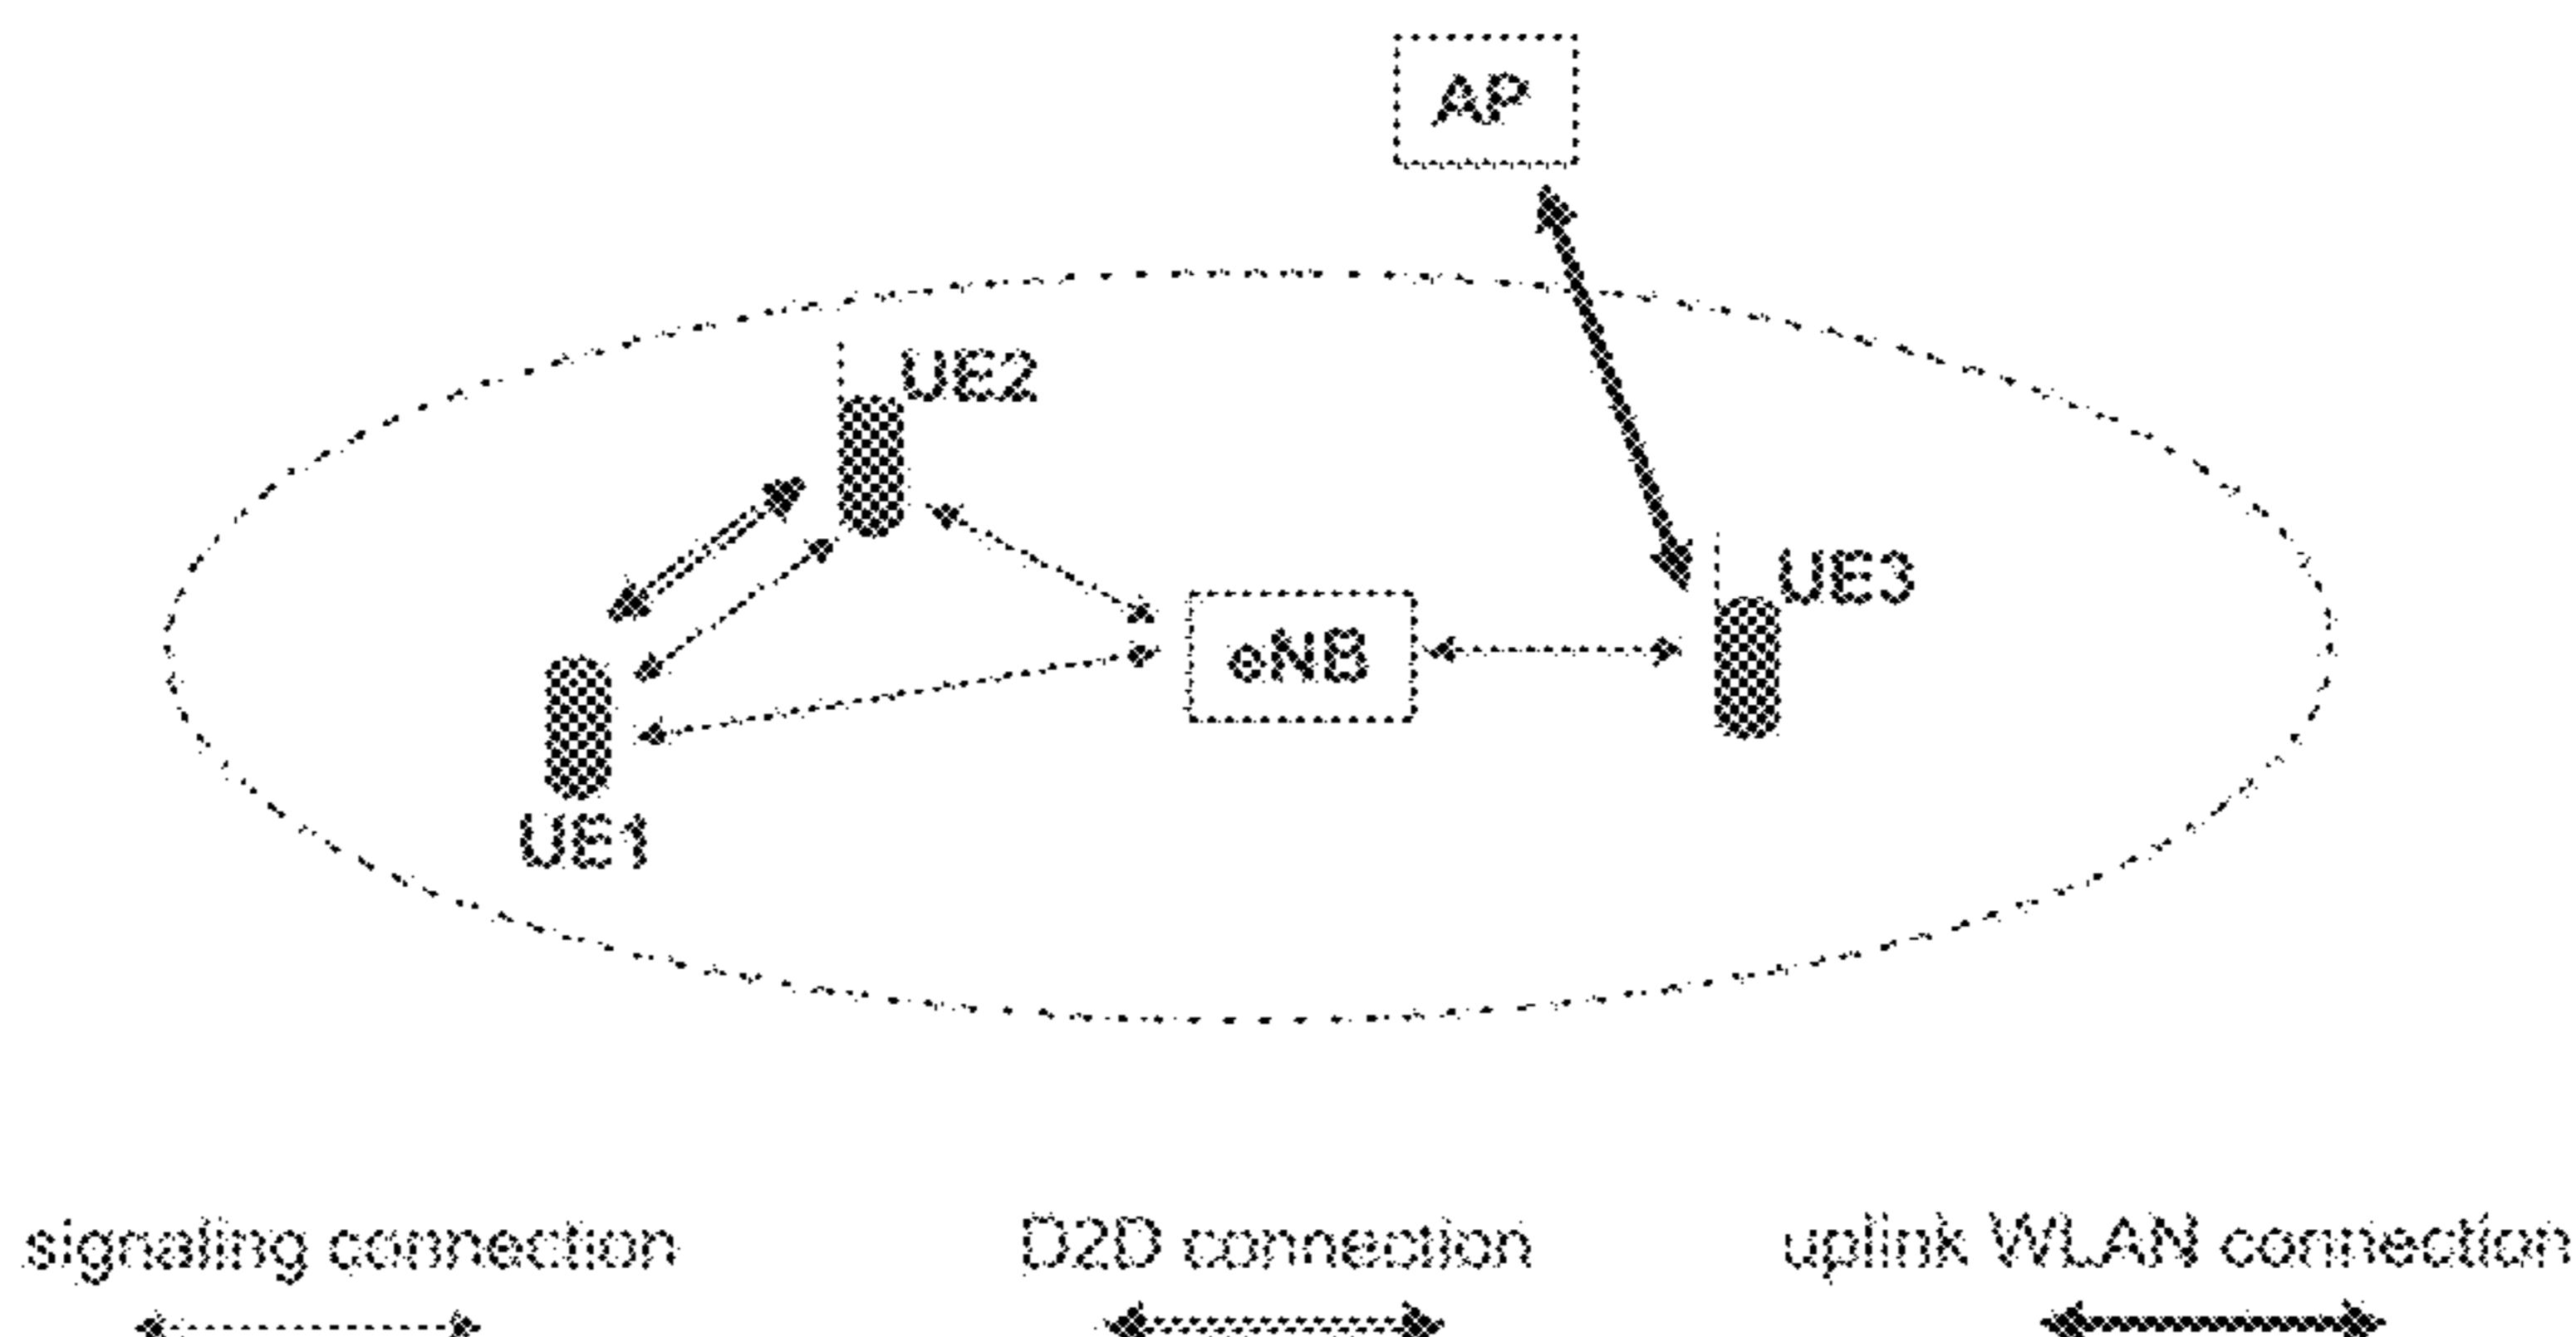 AP
UE2
UE3
eNB
UE1
signaling connection
D2D connection
uplink WLAN connection